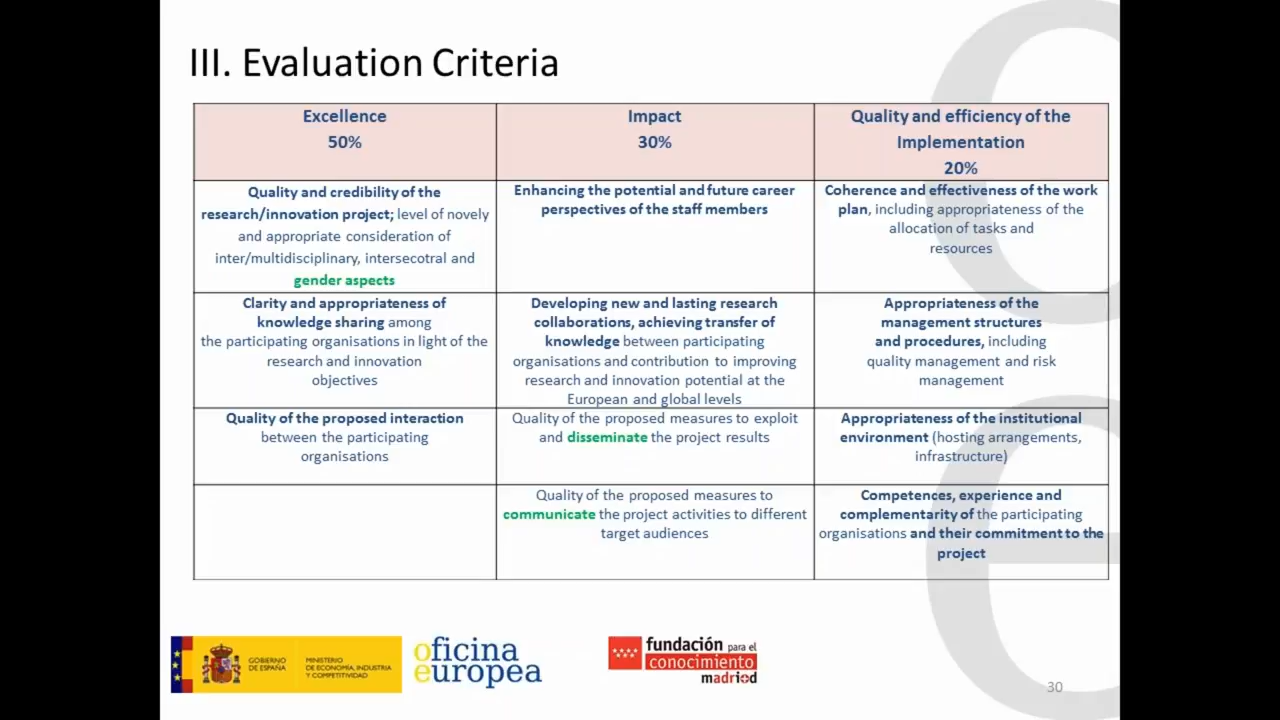 III. Evaluation Criteria
Excellence
50%
Impact
30%
Quality and efficiency of the
Implementation
20%
Quality and credibility of the
research/innovation project; level of novely
and appropriate consideration of
inter/multidisciplinary, intersecotral and
gender aspects
Enhancing the potential and future career
perspectives of the staff members
Coherence and effectiveness of the work
plan, including appropriateness of the
allocation of tasks and
resources
Clarity and appropriateness of
knowledge sharing among
the participating organisations in light of the
research and innovation
objectives
Developing new and lasting research
collaborations, achieving transfer of
knowledge between participating
organisations and contribution to improving
research and innovation potential at the
European and global levels
Appropriateness of the
management structures
and procedures, including
quality management and risk
management
Quality of the proposed interaction
between the participating
organisations
Quality of the proposed measures to exploit
and disseminate the project results
Appropriateness of the institutional
environment (hosting arrangements,
infrastructure)
Quality of the proposed measures to
communicate the project activities to different
target audiences
Competences, experience and
complementarity of the participating
organisations and their commitment to the
project
GOBIERNO
DE ESPAÑA
MINISTERIO
DE ECONOMÍA, INDUSTRIA
Y COMPETITIVIDAD
oficina
europea
fundación para el
conocimiento
madri+d
30